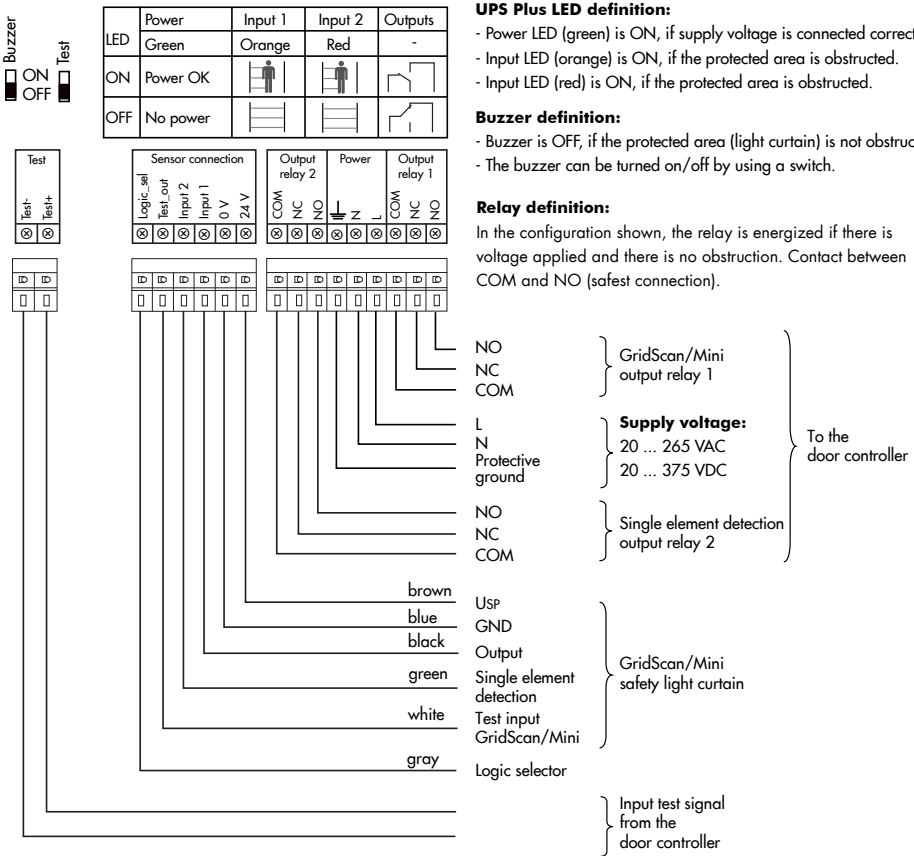 Buzzer
Test
ON
OFF
LED Power Input 1 Input 2 Outputs
Green Orange Red -
ON Power OK
OFF No power
UPS Plus LED definition:
- Power LED (green) is ON, if supply voltage is connected correct
- Input LED (orange) is ON, if the protected area is obstructed.
- Input LED (red) is ON, if the protected area is obstructed.
Buzzer definition:
- Buzzer is OFF, if the protected area (light curtain) is not obstruc
- The buzzer can be turned on/off by using a switch.
Relay definition:
In the configuration shown, the relay is energized if there is
voltage applied and there is no obstruction. Contact between
COM and NO (safest connection).
Test
Test-
Test+
Sensor connection
Logic_sel
Test_out
Input 2
Input 1
0 V
24 V
Output
relay 2
COM
NC
NO
Power
N
L
Output
relay 1
COM
NC
NO
NO
NC
COM
GridScan/Mini
output relay 1
L
N
Protective
ground
Supply voltage:
20 ... 265 VAC
20 ... 375 VDC
NO
NC
COM
Single element detection
output relay 2
To the
door controller
brown USP
blue GND
black Output
green Single element
detection
white Test input
GridScan/Mini
GridScan/Mini
safety light curtain
gray Logic selector
Input test signal
from the
door controller